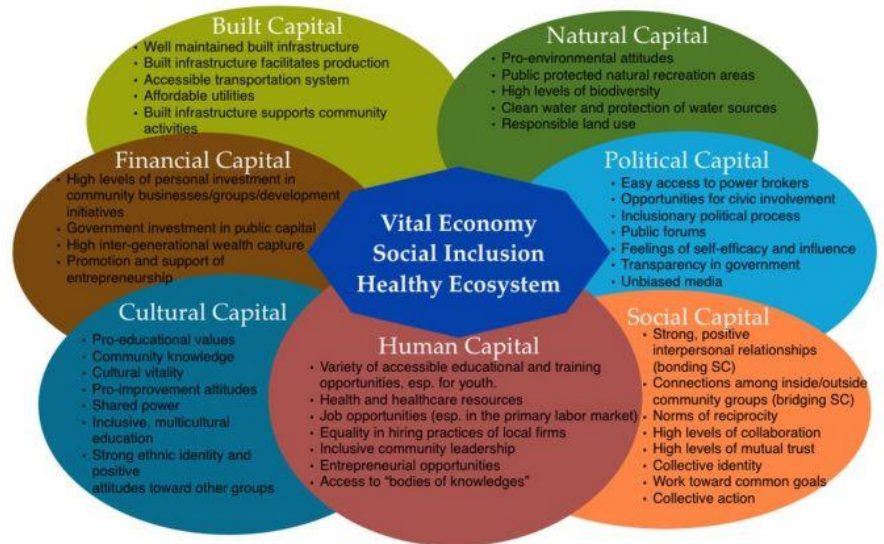 Built Capital
• Well maintained built infrastructure
• Built infrastructure facilitates production
• Accessible transportation system
• Affordable utilities
• Built infrastructure supports community
activities
Natural Capital
• Pro-environmental attitudes
• Public protected natural recreation areas
• High levels of biodiversity
• Clean water and protection of water sources
• Responsible land use
Financial Capital
• High levels of personal investment in
community businesses/groups/development
initiatives
• Government investment in public capital
• High inter-generational wealth capture
• Promotion and support of
entrepreneurship
Vital Economy
Social Inclusion
Healthy Ecosystem
Political Capital
• Easy access to power brokers
• Opportunities for civic involvement
• Inclusionary political process
• Public forums
• Feelings of self-efficacy and influence
• Transparency in government
• Unbiased media
Cultural Capital
• Pro-educational values
• Community knowledge
• Cultural vitality
• Pro-improvement attitudes
• Shared power
• Inclusive, multicultural
education
• Strong ethnic identity and
positive
attitudes toward other groups
Human Capital
• Variety of accessible educational and training
opportunities, esp. for youth.
• Health and healthcare resources
• Job opportunities (esp. in the primary labor market)
• Equality in hiring practices of local firms
• Inclusive community leadership
• Entrepreneurial opportunities
• Access to “bodies of knowledges”
Social Capital
• Strong, positive
interpersonal relationships
(bonding SC)
• Connections among inside/outside
community groups (bridging SC)
• Norms of reciprocity
• High levels of collaboration
• High levels of mutual trust
• Collective identity
• Work toward common goals
• Collective action